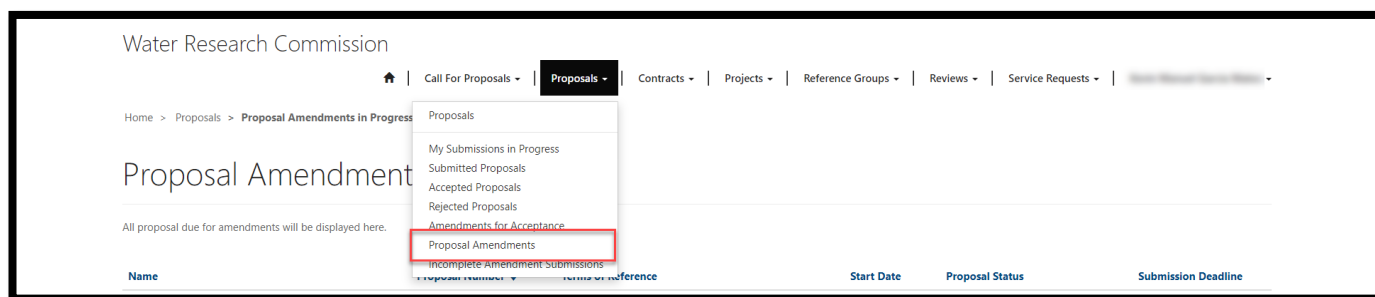 Water Research Commission
Call For Proposals | Proposals | Contracts | Projects | Reference Groups | Reviews | Service Requests |
Home > Proposals > Proposal Amendments in Progress
Proposals
My Submissions in Progress
Proposal Amendment
Submitted Proposals
Accepted Proposals
Rejected Proposals
All proposal due for amendments will be displayed here.
Amendments for Acceptance
Proposal Amendments
Incomplete Amendment Submissions
Name Proposal Number Terms of Reference Start Date Proposal Status Submission Deadline